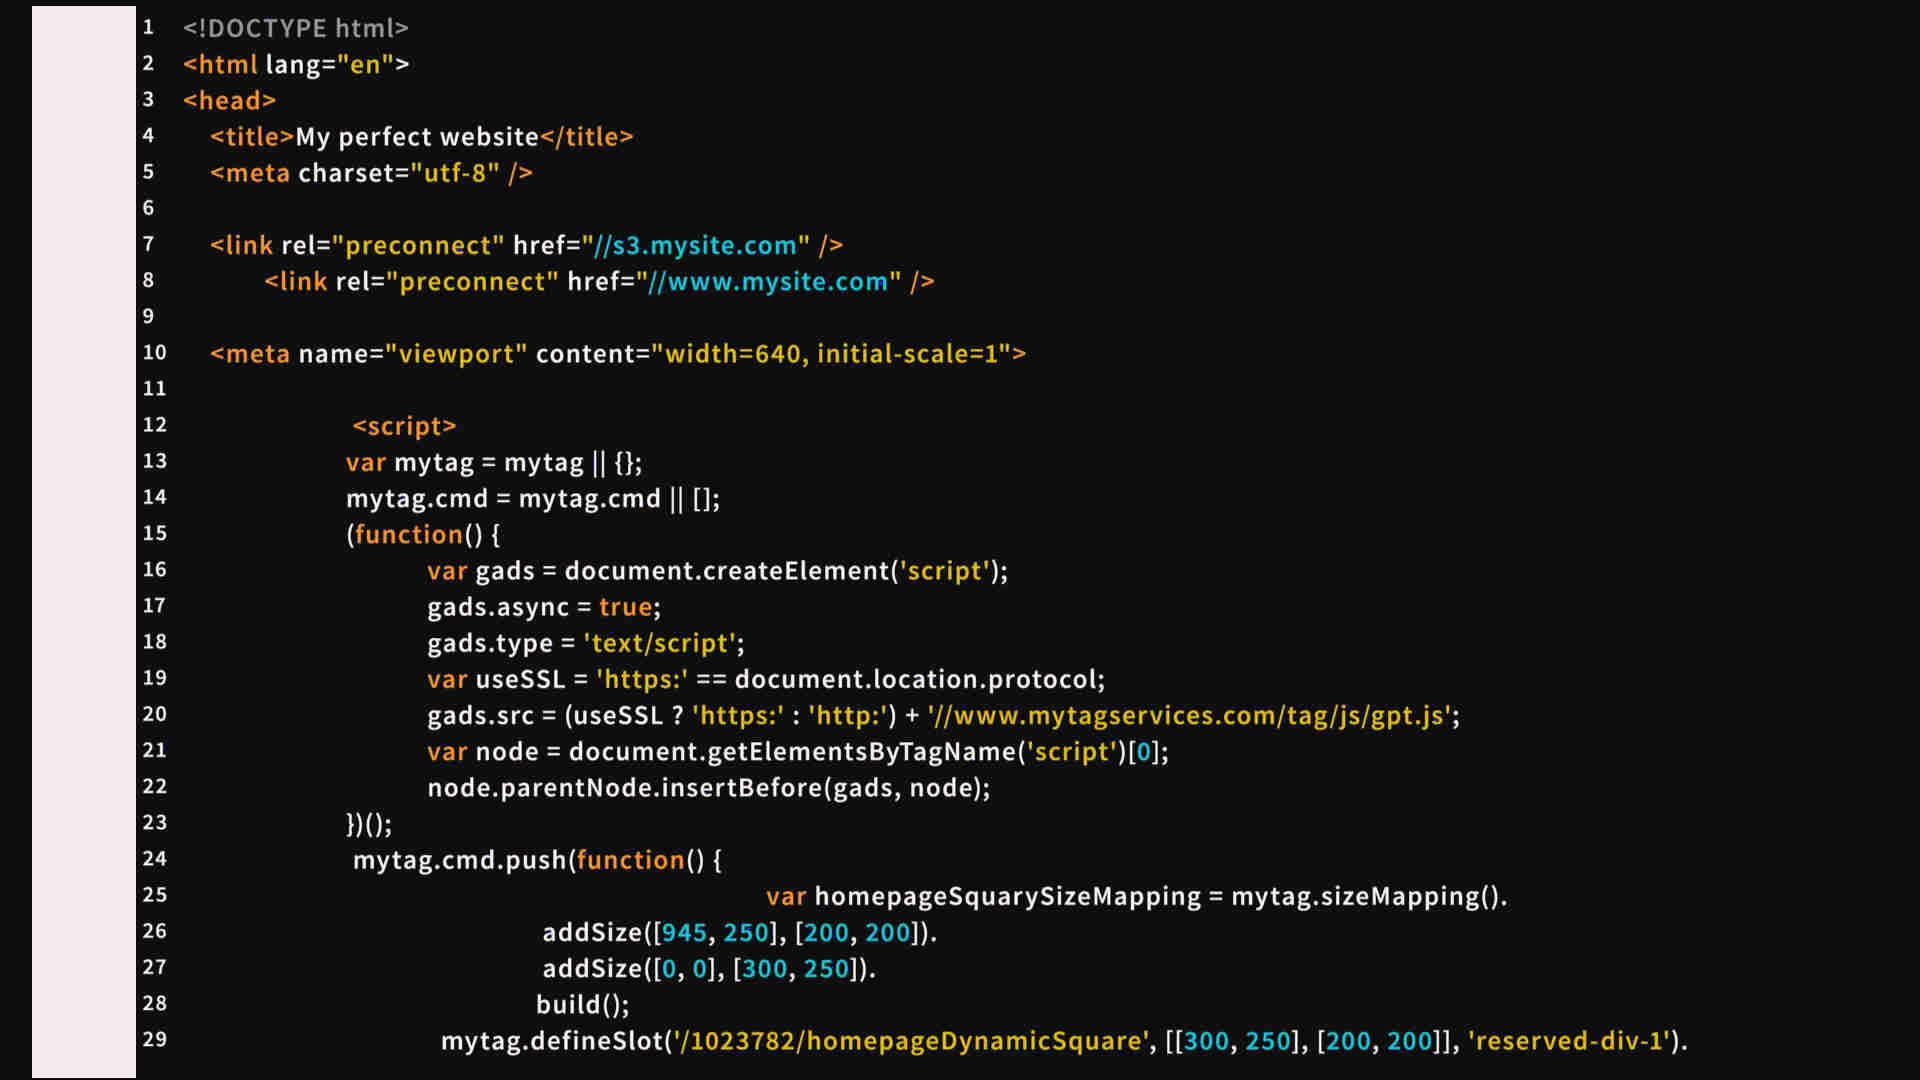 1 <!DOCTYPE html>
2 <html lang="en">
3 <head>
4 <title>My perfect website</title>
5 <meta charset="utf-8" />
6
7 <link rel="preconnect" href="//s3.mysite.com" />
8 <link rel="preconnect" href="//www.mysite.com" />
9
10 <meta name="viewport" content="width=640, initial-scale=1">
11
12 <script>
13 var mytag = mytag || {};
14 mytag.cmd = mytag.cmd || [];
15 (function() {
16 var gads = document.createElement('script');
17 gads.async = true;
18 gads.type = 'text/script';
19 var useSSL = 'https:' == document.location.protocol;
20 gads.src = (useSSL ? 'https:' : 'http:') + '//www.mytagservices.com/tag/js/gpt.js';
21 var node = document.getElementsByTagName('script')[0];
22 node.parentNode.insertBefore(gads, node);
23 })();
24 mytag.cmd.push(function() {
25 var homepageSquarySizeMapping = mytag.sizeMapping().
26 addSize([945, 250], [200, 200]).
27 addSize([0, 0], [300, 250]).
28 build();
29 mytag.defineSlot('/1023782/homepageDynamicSquare', [[300, 250], [200, 200]], 'reserved-div-1').